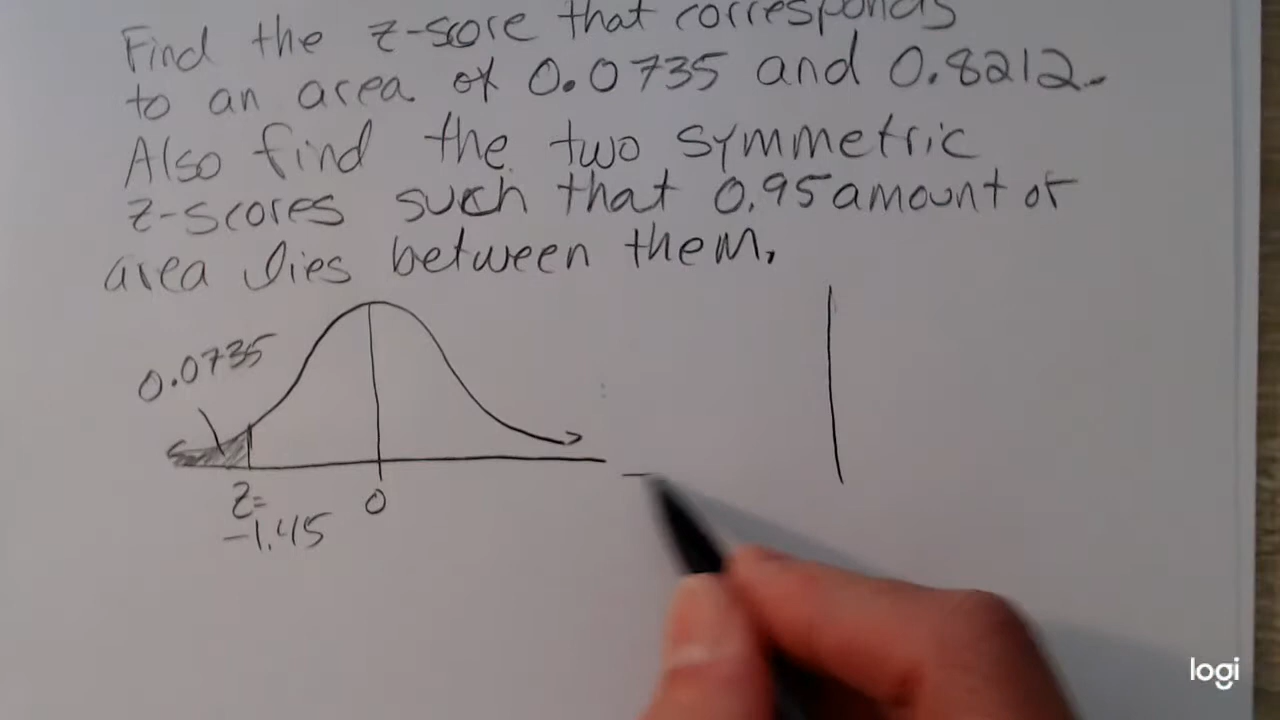 Find the z-score that corresponds
to an area of 0.0735 and 0.8212.
Also find the two symmetric
z-scores such that 0.95 amount of
area lies between them.
0.0735
z=
-1.45
0
logi